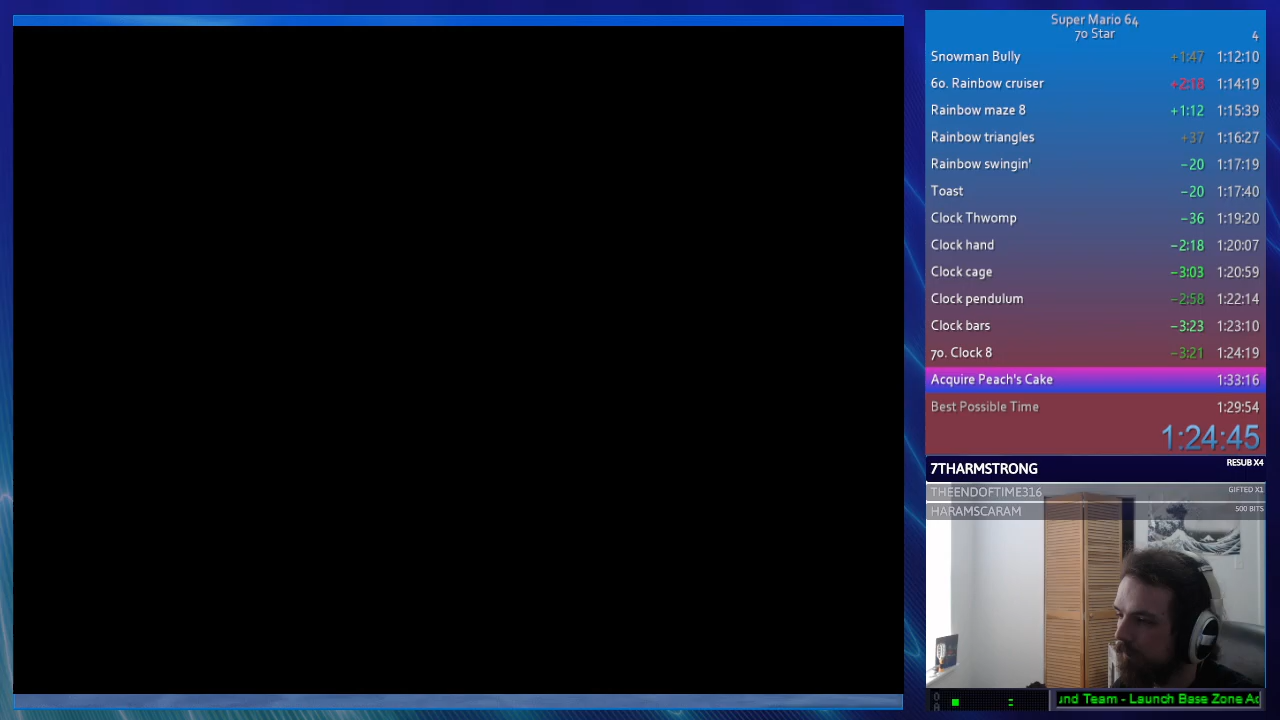 Super Mario 64
70 Star
4
Snowman Bully +1:47 1:12:10
60. Rainbow cruiser +2:18 1:14:19
Rainbow maze 8 +1:12 1:15:39
Rainbow triangles +37 1:16:27
Rainbow swingin' −20 1:17:19
Toast −20 1:17:40
Clock Thwomp −36 1:19:20
Clock hand −2:18 1:20:07
Clock cage −3:03 1:20:59
Clock pendulum −2:58 1:22:14
Clock bars −3:23 1:23:10
70. Clock 8 −3:21 1:24:19
Acquire Peach's Cake 1:33:16
Best Possible Time 1:29:54
1:24:45
7THARMSTRONG RESUB X4
THEENDOFTIME316 GIFTED X1
HARAMSCARAM 500 BITS
und Team - Launch Base Zone Ac